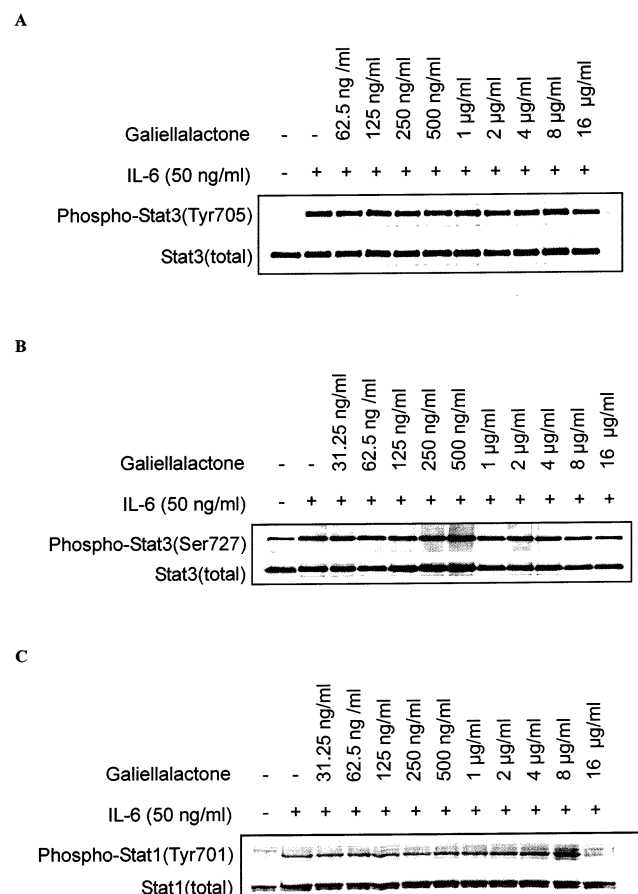 A
Galiellalactone - - 62.5 ng /ml 125 ng/ml 250 ng/ml 500 ng/ml 1 µg/ml 2 µg/ml 4 µg/ml 8 µg/ml 16 µg/ml
IL-6 (50 ng/ml) - + + + + + + + + + +
Phospho-Stat3(Tyr705)
Stat3(total)
B
Galiellalactone - - 31.25 ng/ml 62.5 ng /ml 125 ng/ml 250 ng/ml 500 ng/ml 1 µg/ml 2 µg/ml 4 µg/ml 8 µg/ml 16 µg/ml
IL-6 (50 ng/ml) - + + + + + + + + + + +
Phospho-Stat3(Ser727)
Stat3(total)
C
Galiellalactone - - 31.25 ng/ml 62.5 ng /ml 125 ng/ml 250 ng/ml 500 ng/ml 1 µg/ml 2 µg/ml 4 µg/ml 8 µg/ml 16 µg/ml
IL-6 (50 ng/ml) - + + + + + + + + + + +
Phospho-Stat1(Tyr701)
Stat1(total)